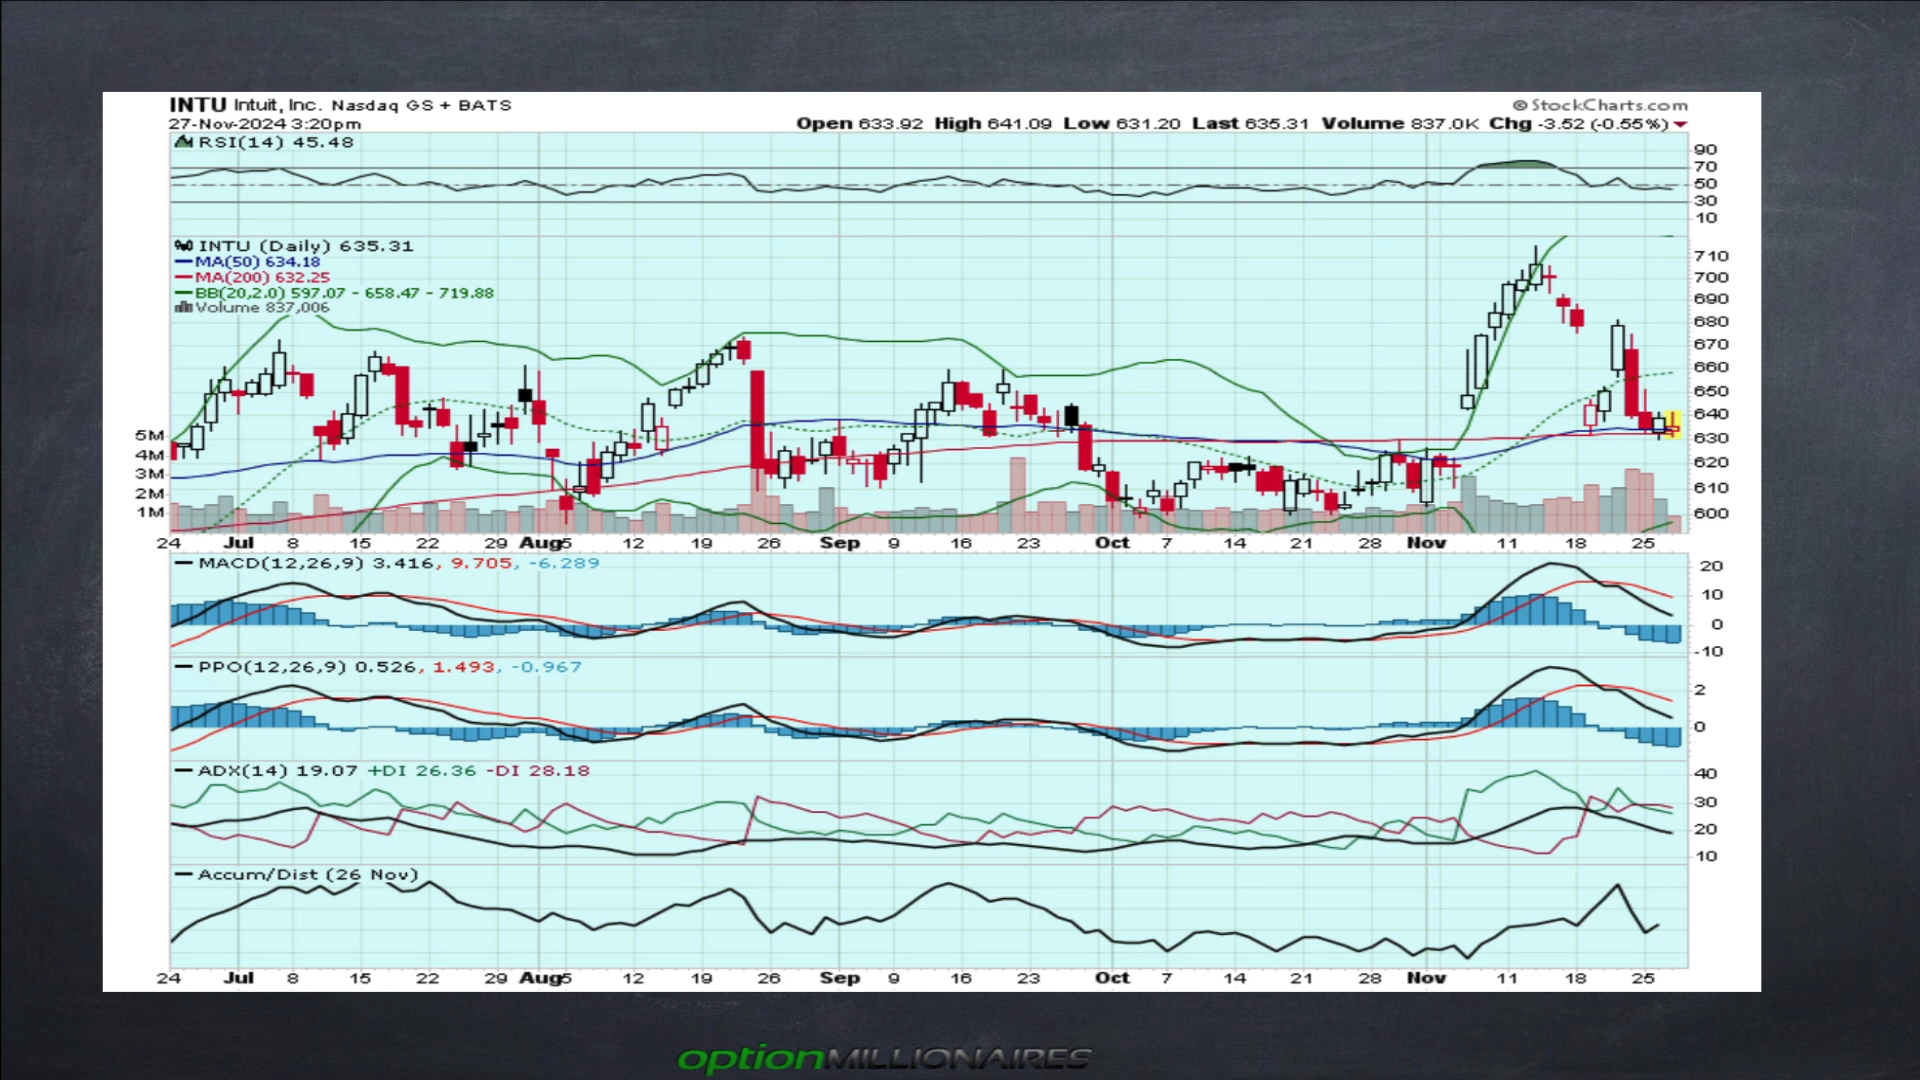 INTU Intuit, Inc. Nasdaq GS + BATS
© StockCharts.com
27-Nov-2024 3:20pm
Open 633.92 High 641.09 Low 631.20 Last 635.31 Volume 837.0K Chg -3.52 (-0.55%)
RSI(14) 45.48
90
70
50
30
10
INTU (Daily) 635.31
MA(50) 634.18
MA(200) 632.25
BB(20,2.0) 597.07 - 658.47 - 719.88
Volume 837,006
710
700
690
680
670
660
650
640
630
620
610
600
5M
4M
3M
2M
1M
24 Jul 8 15 22 29 Aug 5 12 19 26 Sep 9 16 23 Oct 7 14 21 28 Nov 11 18 25
MACD(12,26,9) 3.416, 9.705, -6.289
20
10
0
-10
PPO(12,26,9) 0.526, 1.493, -0.967
2
0
ADX(14) 19.07 +DI 26.36 -DI 28.18
40
30
20
10
Accum/Dist (26 Nov)
24 Jul 8 15 22 29 Aug 5 12 19 26 Sep 9 16 23 Oct 7 14 21 28 Nov 11 18 25
optionMILLIONAIRES